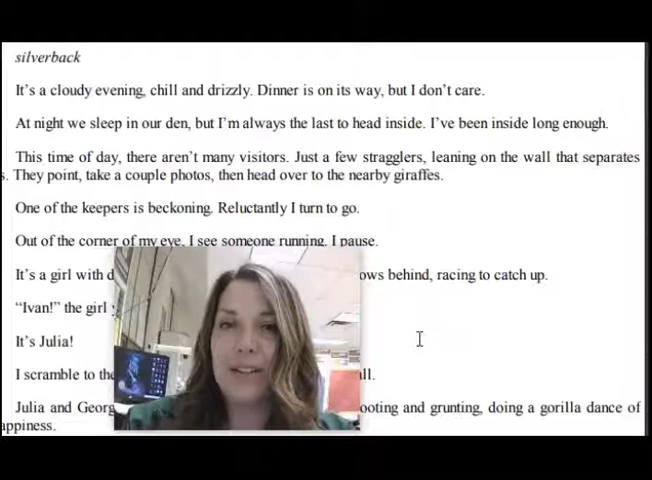 silverback
It's a cloudy evening, chill and drizzly. Dinner is on its way, but I don't care.
At night we sleep in our den, but I'm always the last to head inside. I've been inside long enough.
This time of day, there aren't many visitors. Just a few stragglers, leaning on the wall that separates
s. They point, take a couple photos, then head over to the nearby giraffes.
One of the keepers is beckoning. Reluctantly I turn to go.
Out of the corner of my eye, I see someone running. I pause.
It's a girl with d ows behind, racing to catch up.
“Ivan!” the girl
It's Julia!
I scramble to the all.
Julia and Georg ooting and grunting, doing a gorilla dance of
appiness.